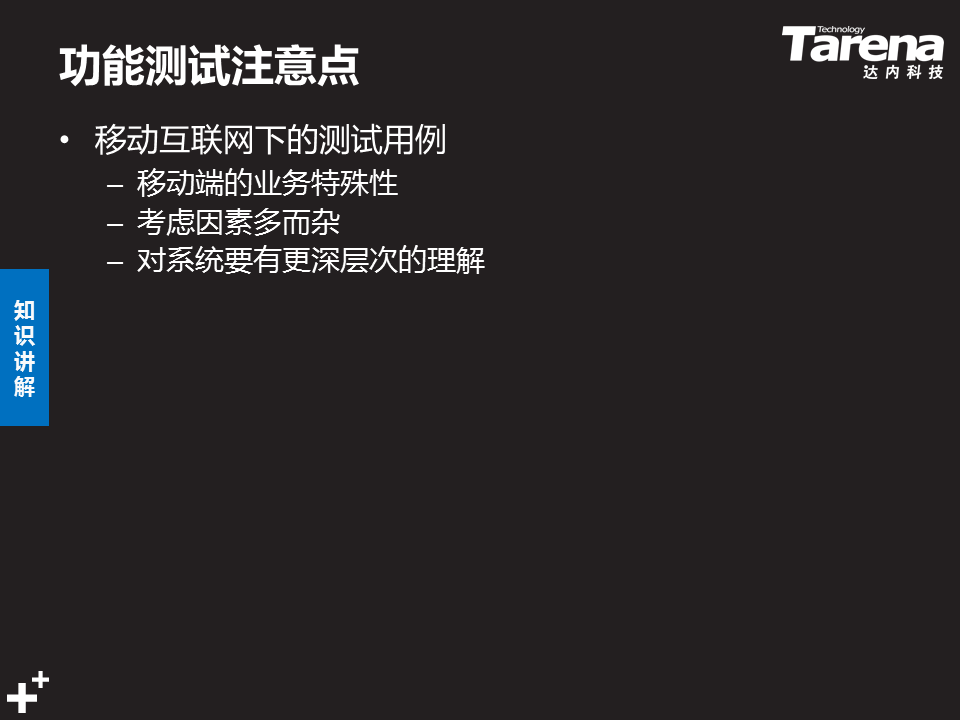 功能测试注意点
Technology
Tarena
达内科技
• 移动互联网下的测试用例
– 移动端的业务特殊性
– 考虑因素多而杂
– 对系统要有更深层次的理解
知
识
讲
解